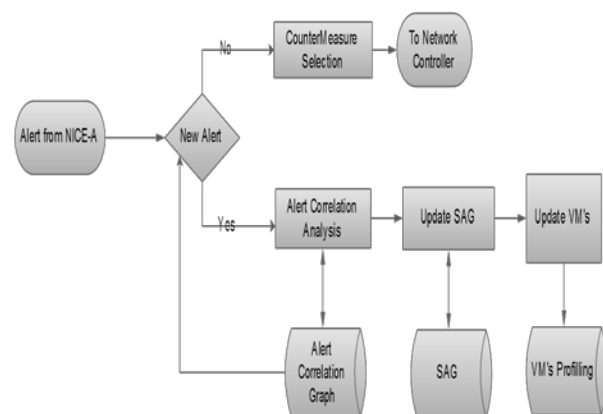 No
CounterMeasure
Selection
To Network
Controller
Alert from NICE-A
New Alert
Yes
Alert Correlation
Analysis
Update SAG
Update VM's
Alert
Correlation
Graph
SAG
VM's Profilling